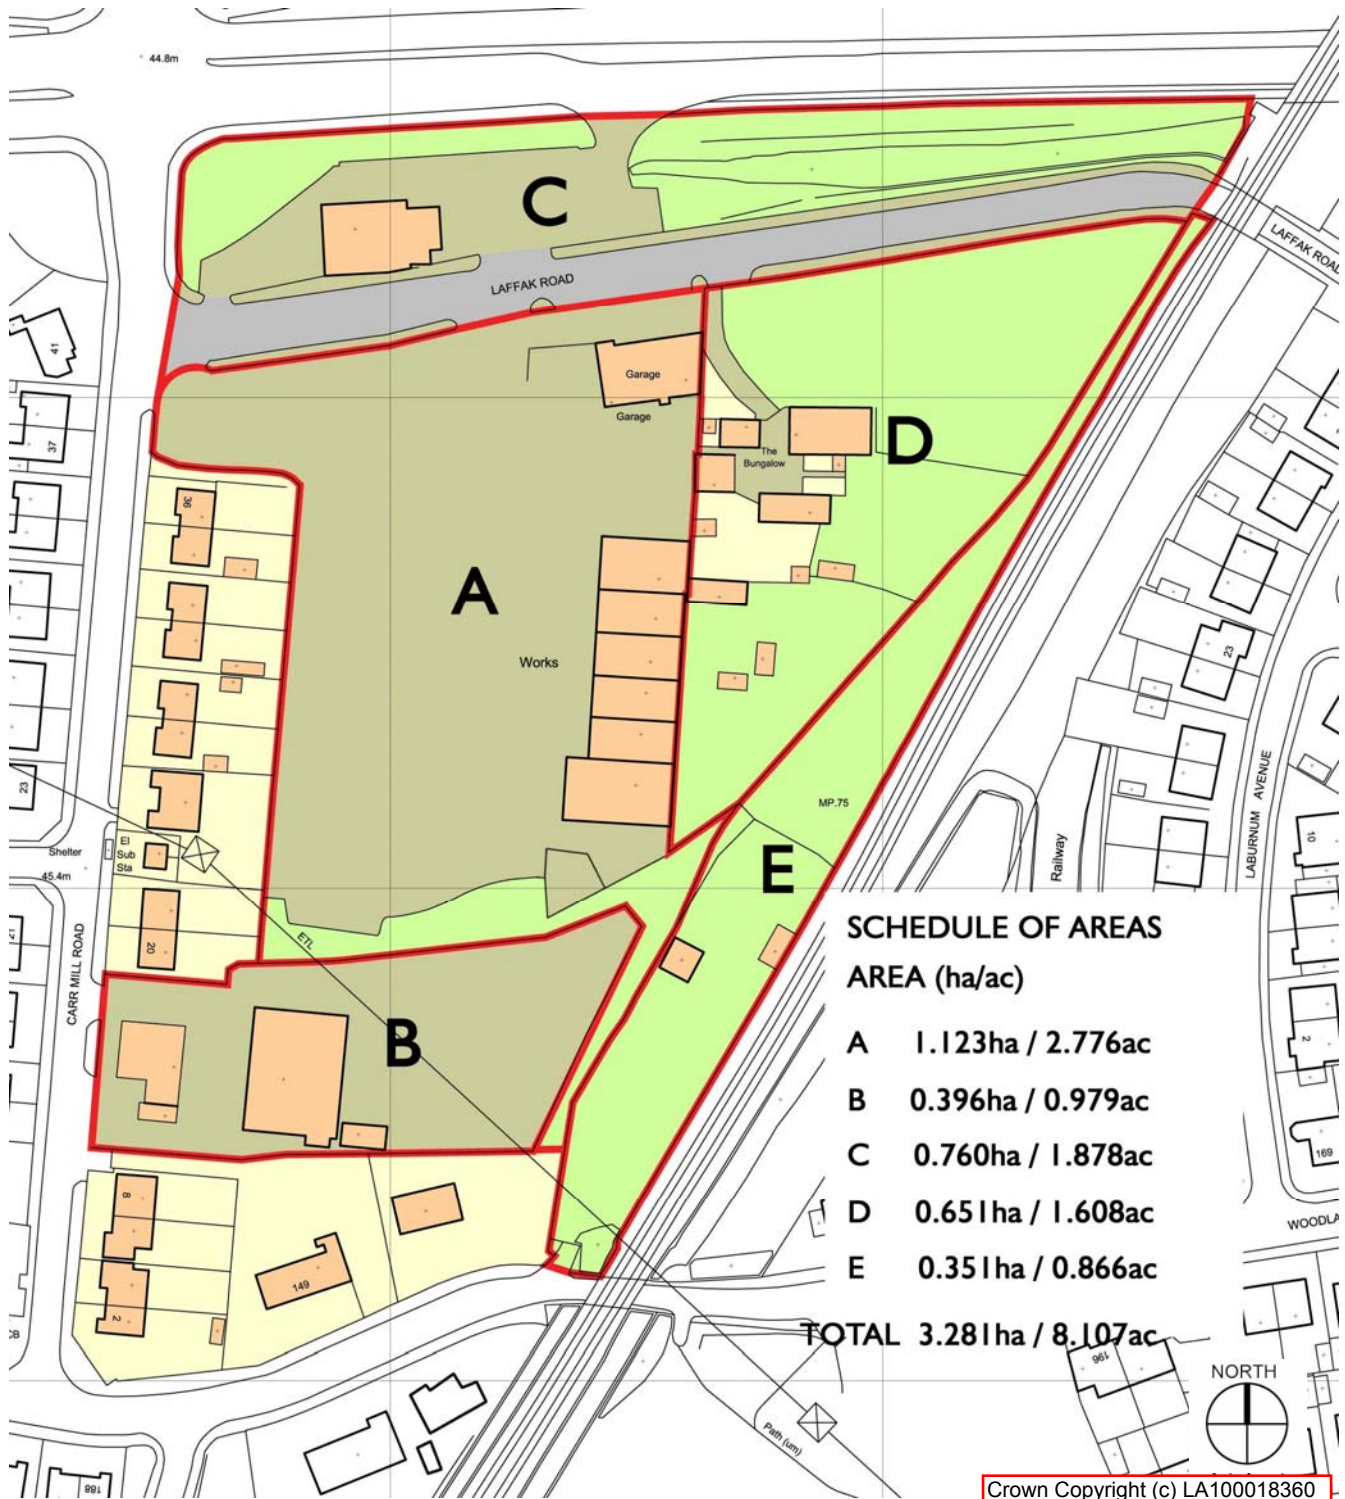 44.8m
C
LAFFAK ROAD
LAFFAK ROAD
41
37
Garage
Garage
The
Bungalow
D
36
A
Works
23
23
MP.75
LABURNUM AVENUE
10
Shelter
El
Sub
Sta
45.4m
E
Railway
20
ETL
CARR MILL ROAD
B
2
169
8
149
2
WOODLA
SCHEDULE OF AREAS
AREA (ha/ac)
A 1.123ha / 2.776ac
B 0.396ha / 0.979ac
C 0.760ha / 1.878ac
D 0.651ha / 1.608ac
E 0.351ha / 0.866ac
TOTAL 3.281ha / 8.107ac
196
NORTH
Path (um)
188
Crown Copyright (c) LA100018360